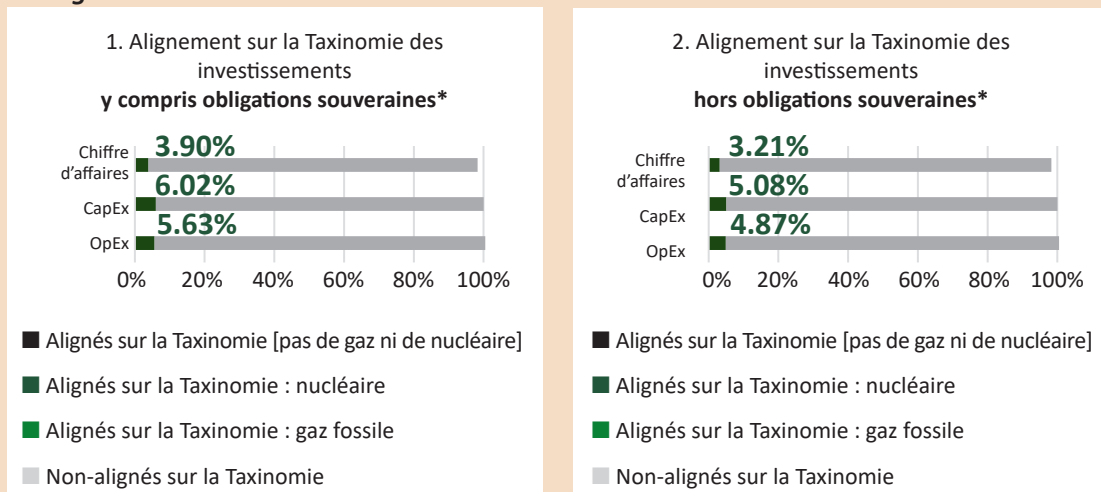 1. Alignement sur la Taxinomie des
investissements
y compris obligations souveraines*
Chiffre
d'affaires
3.90%
CapEx
6.02%
OpEx
5.63%
0% 20% 40% 60% 80% 100%
Alignés sur la Taxinomie [pas de gaz ni de nucléaire]
Alignés sur la Taxinomie : nucléaire
Alignés sur la Taxinomie : gaz fossile
Non-alignés sur la Taxinomie
2. Alignement sur la Taxinomie des
investissements
hors obligations souveraines*
Chiffre
d'affaires
3.21%
CapEx
5.08%
OpEx
4.87%
0% 20% 40% 60% 80% 100%
Alignés sur la Taxinomie [pas de gaz ni de nucléaire]
Alignés sur la Taxinomie : nucléaire
Alignés sur la Taxinomie : gaz fossile
Non-alignés sur la Taxinomie